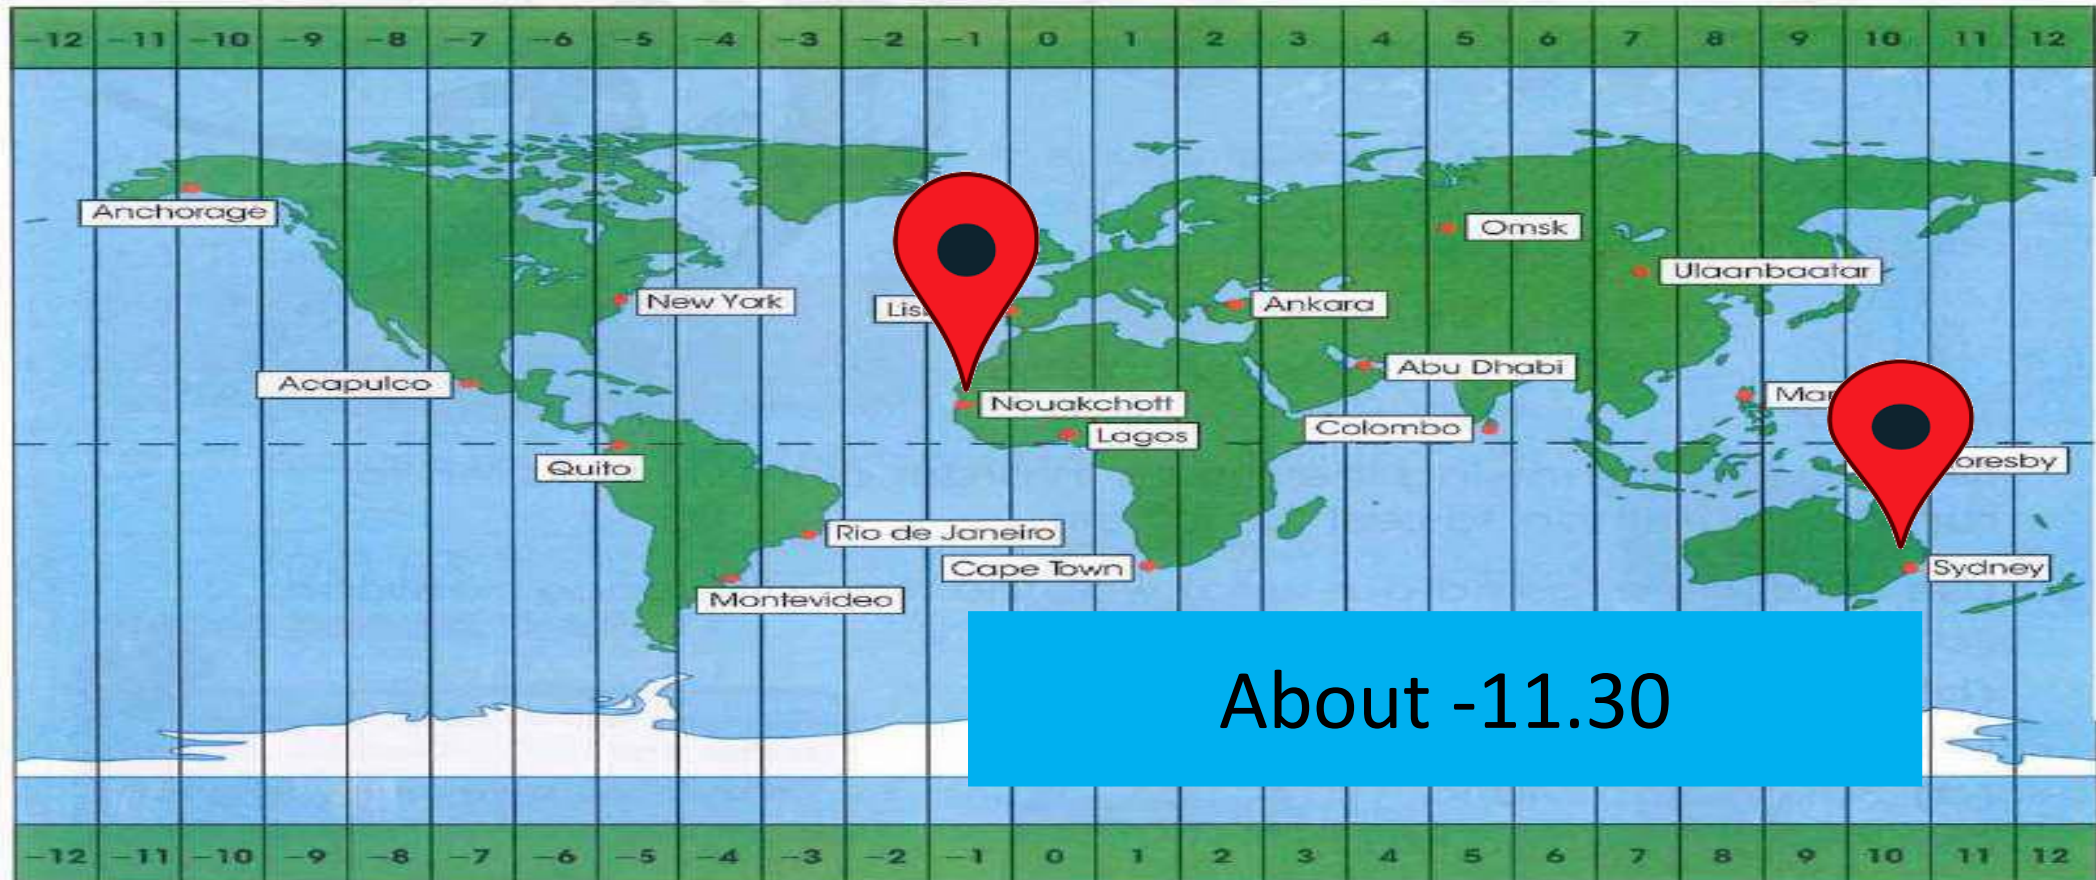 -12 -11 -10 -9 -8 -7 -6 -5 -4 -3 -2 -1 0 1 2 3 4 5 6 7 8 9 10 11 12
Anchorage
Omsk
Ulaanbaatar
New York
Ankara
Abu Dhabi
Acapulco
Nouakchott
Colombo
Lagos
Quito
Rio de Janeiro
Cape Town
Sydney
Montevideo
About -11.30
-12 -11 -10 -9 -8 -7 -6 -5 -4 -3 -2 -1 0 1 2 3 4 5 6 7 8 9 10 11 12